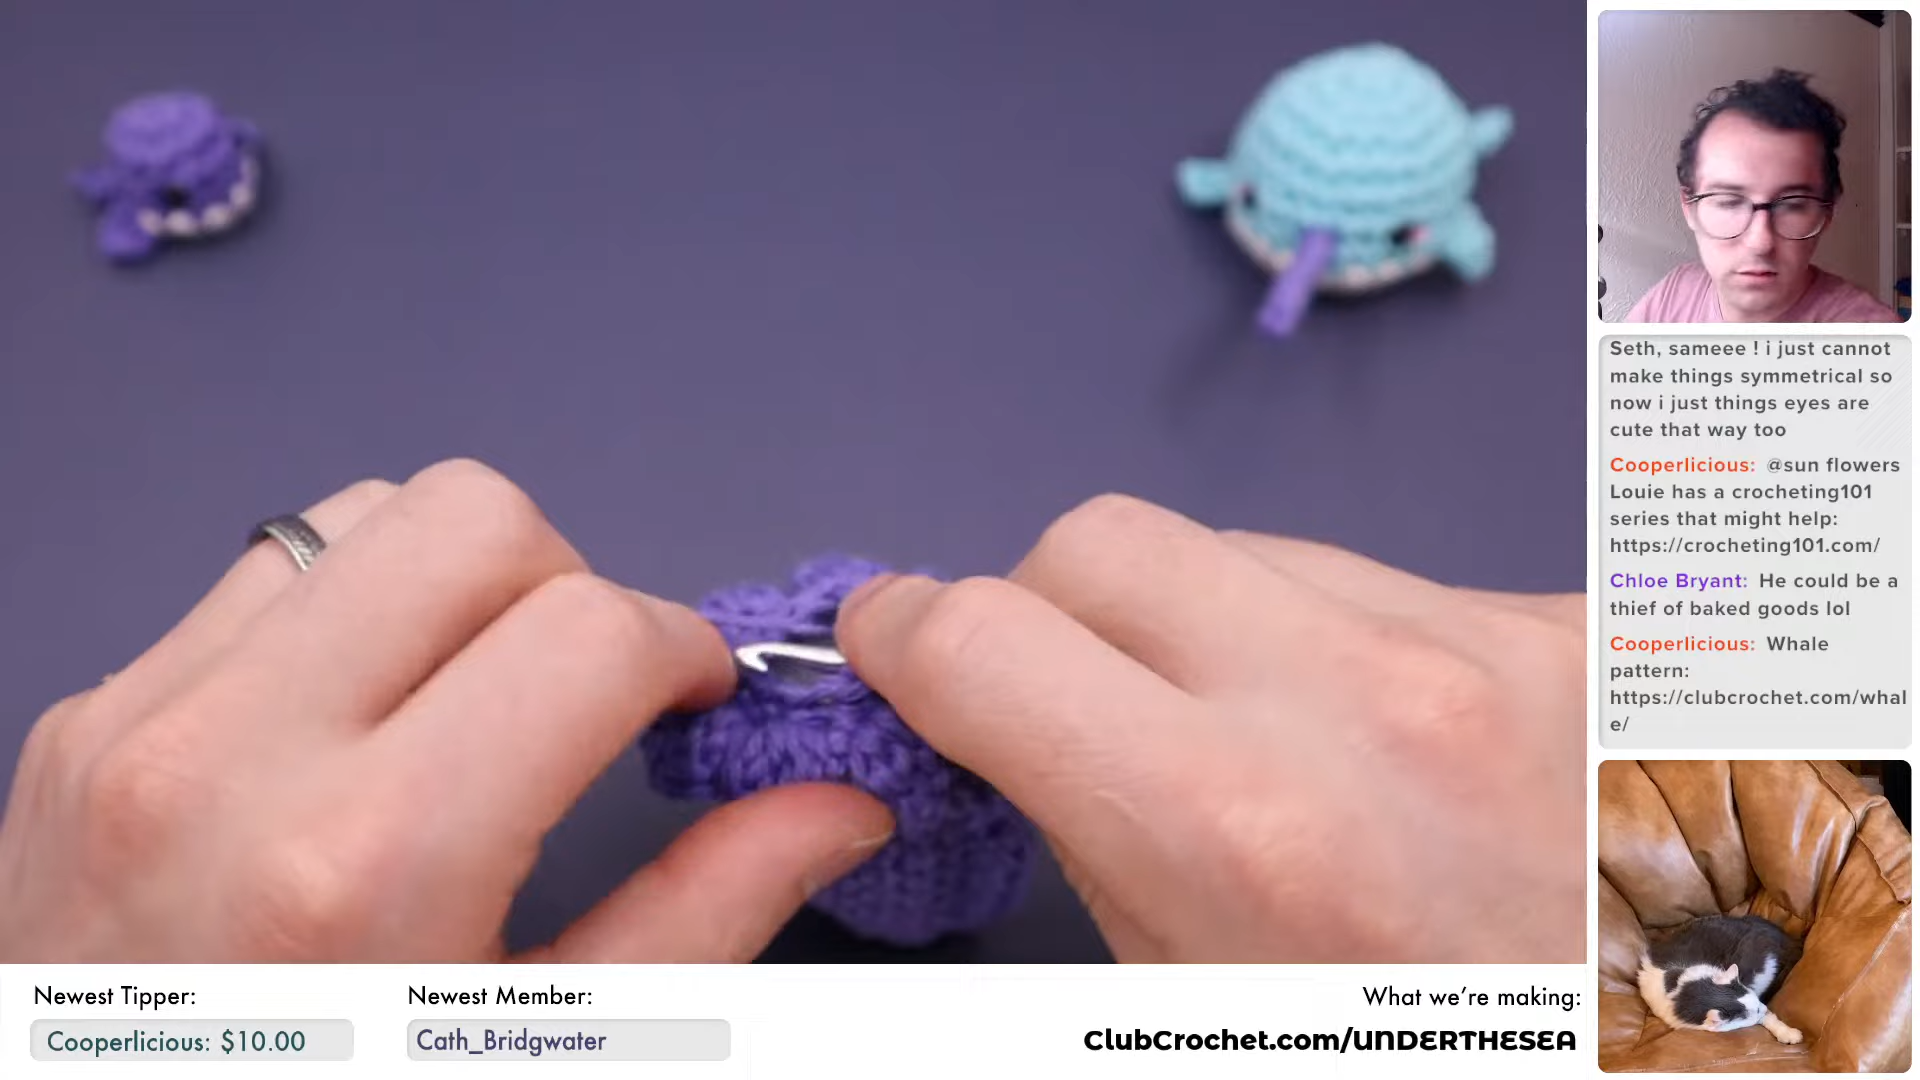 Seth, sameee ! i just cannot
make things symmetrical so
now i just things eyes are
cute that way too
Cooperlicious: @sun flowers
Louie has a crocheting101
series that might help:
https://crocheting101.com/
Chloe Bryant: He could be a
thief of baked goods lol
Cooperlicious: Whale
pattern:
https://clubcrochet.com/whal
e/
Newest Tipper:
Cooperlicious: $10.00
Newest Member:
Cath_Bridgwater
What we're making:
ClubCrochet.com/UNDERTHESEA